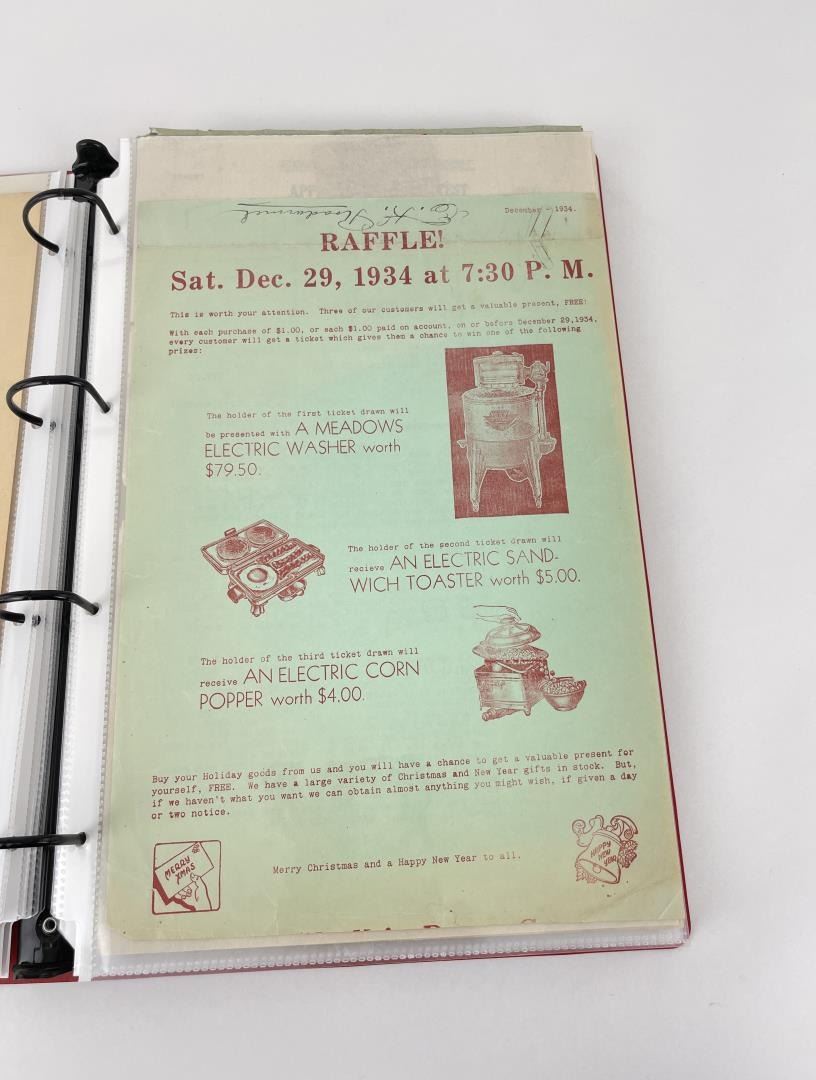 December - 1934.
RAFFLE!
Sat. Dec. 29, 1934 at 7:30 P. M.
This is worth your attention. Three of our customers will get a valuable present, FREE!
With each purchase of $1.00, or each $1.00 paid on account, on or before December 29,1934,
every customer will get a ticket which gives them a chance to win one of the following
prizes:
The holder of the first ticket drawn will
be presented with A MEADOWS
ELECTRIC WASHER worth
$79.50.
The holder of the second ticket drawn will
recieve AN ELECTRIC SAND-
WICH TOASTER worth $5.00.
The holder of the third ticket drawn will
receive AN ELECTRIC CORN
POPPER worth $4.00.
Buy your Holiday goods from us and you will have a chance to get a valuable present for
yourself, FREE. We have a large variety of Christmas and New Year gifts in stock. But,
if we haven't what you want we can obtain almost anything you might wish, if given a day
or two notice.
MERRY
XMAS
Merry Christmas and a Happy New Year to all.
HAPPY
NEW
YEAR